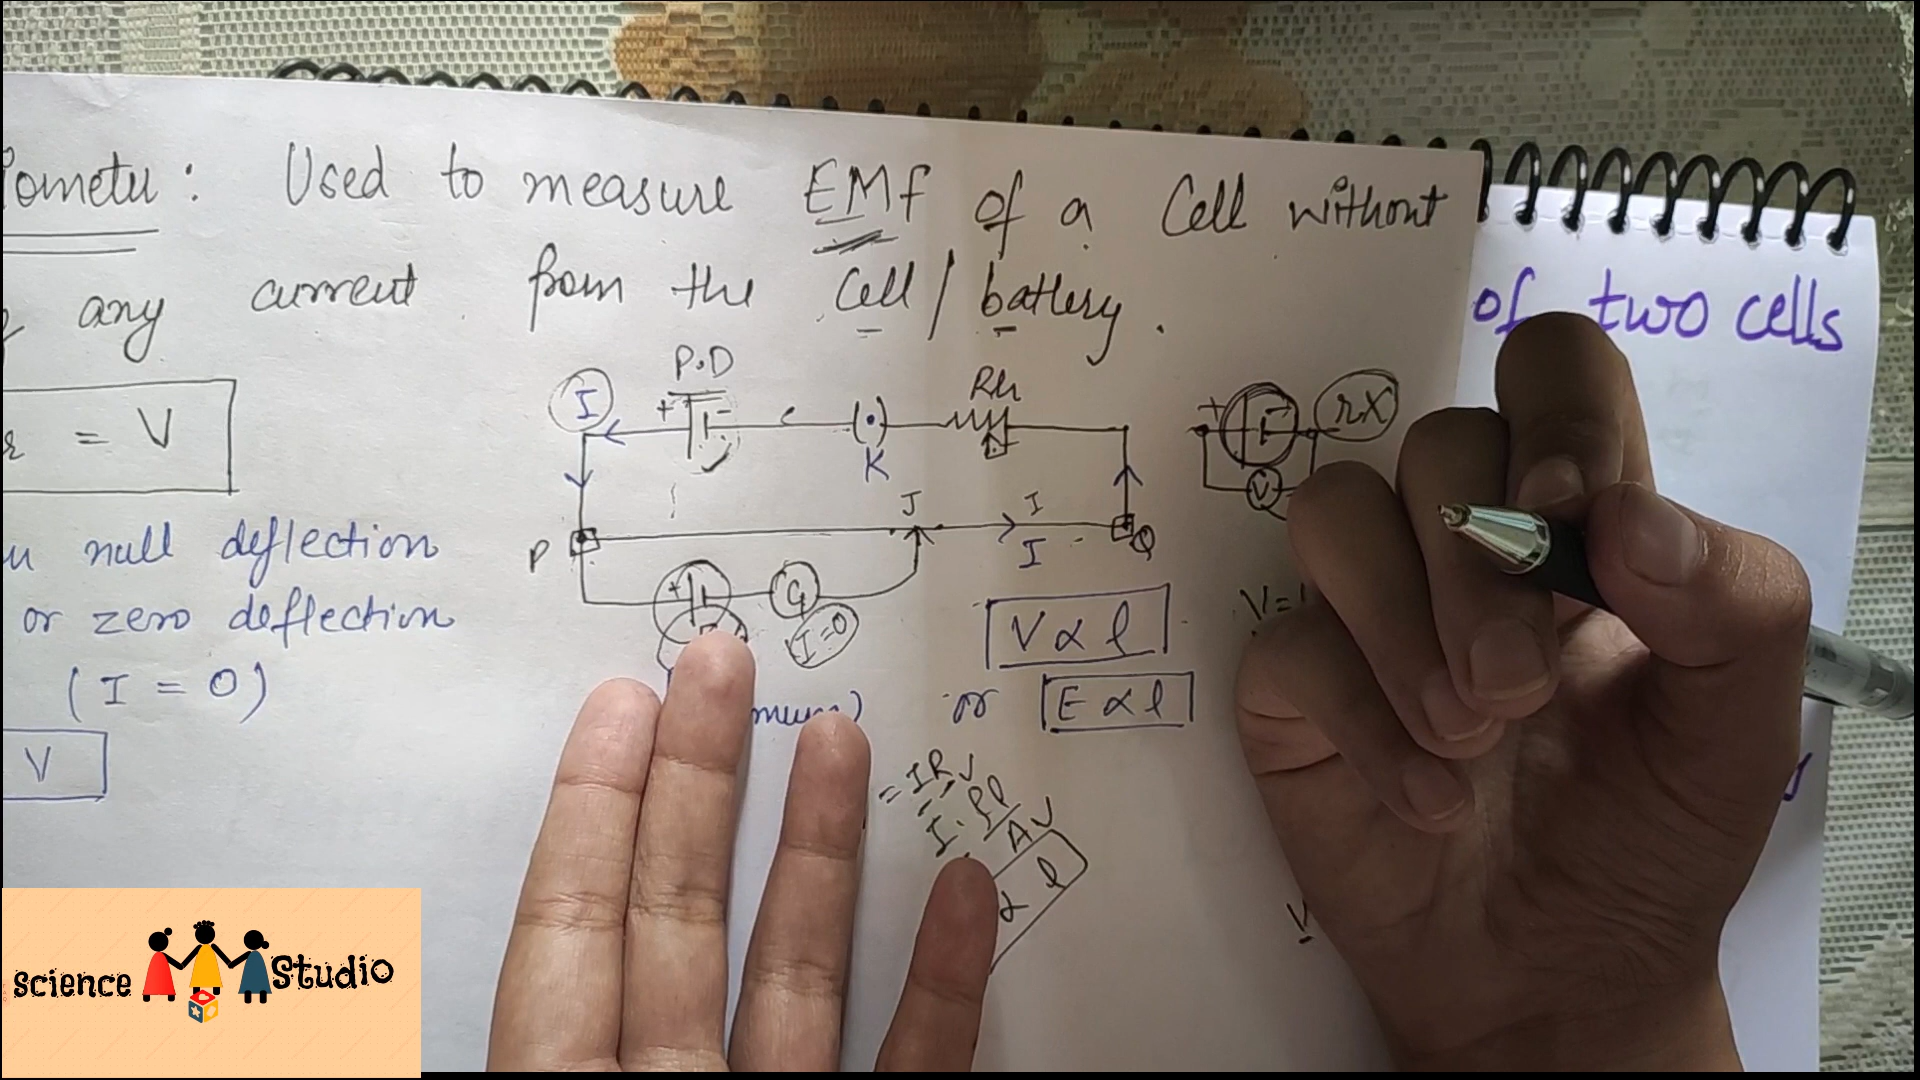 ometer : Used to measure EMF of a Cell without
any current from the Cell / battery.
of two cells
= V
null deflection
or zero deflection
(I = 0)
V
P.D
I
+
-
K
Rh
+
rX
V
J
I
I
P
Q
+
G
I=0
V ∝ l
or E ∝ l
V=
= IR
I. ρl
A
∝ l
V
Science Studio